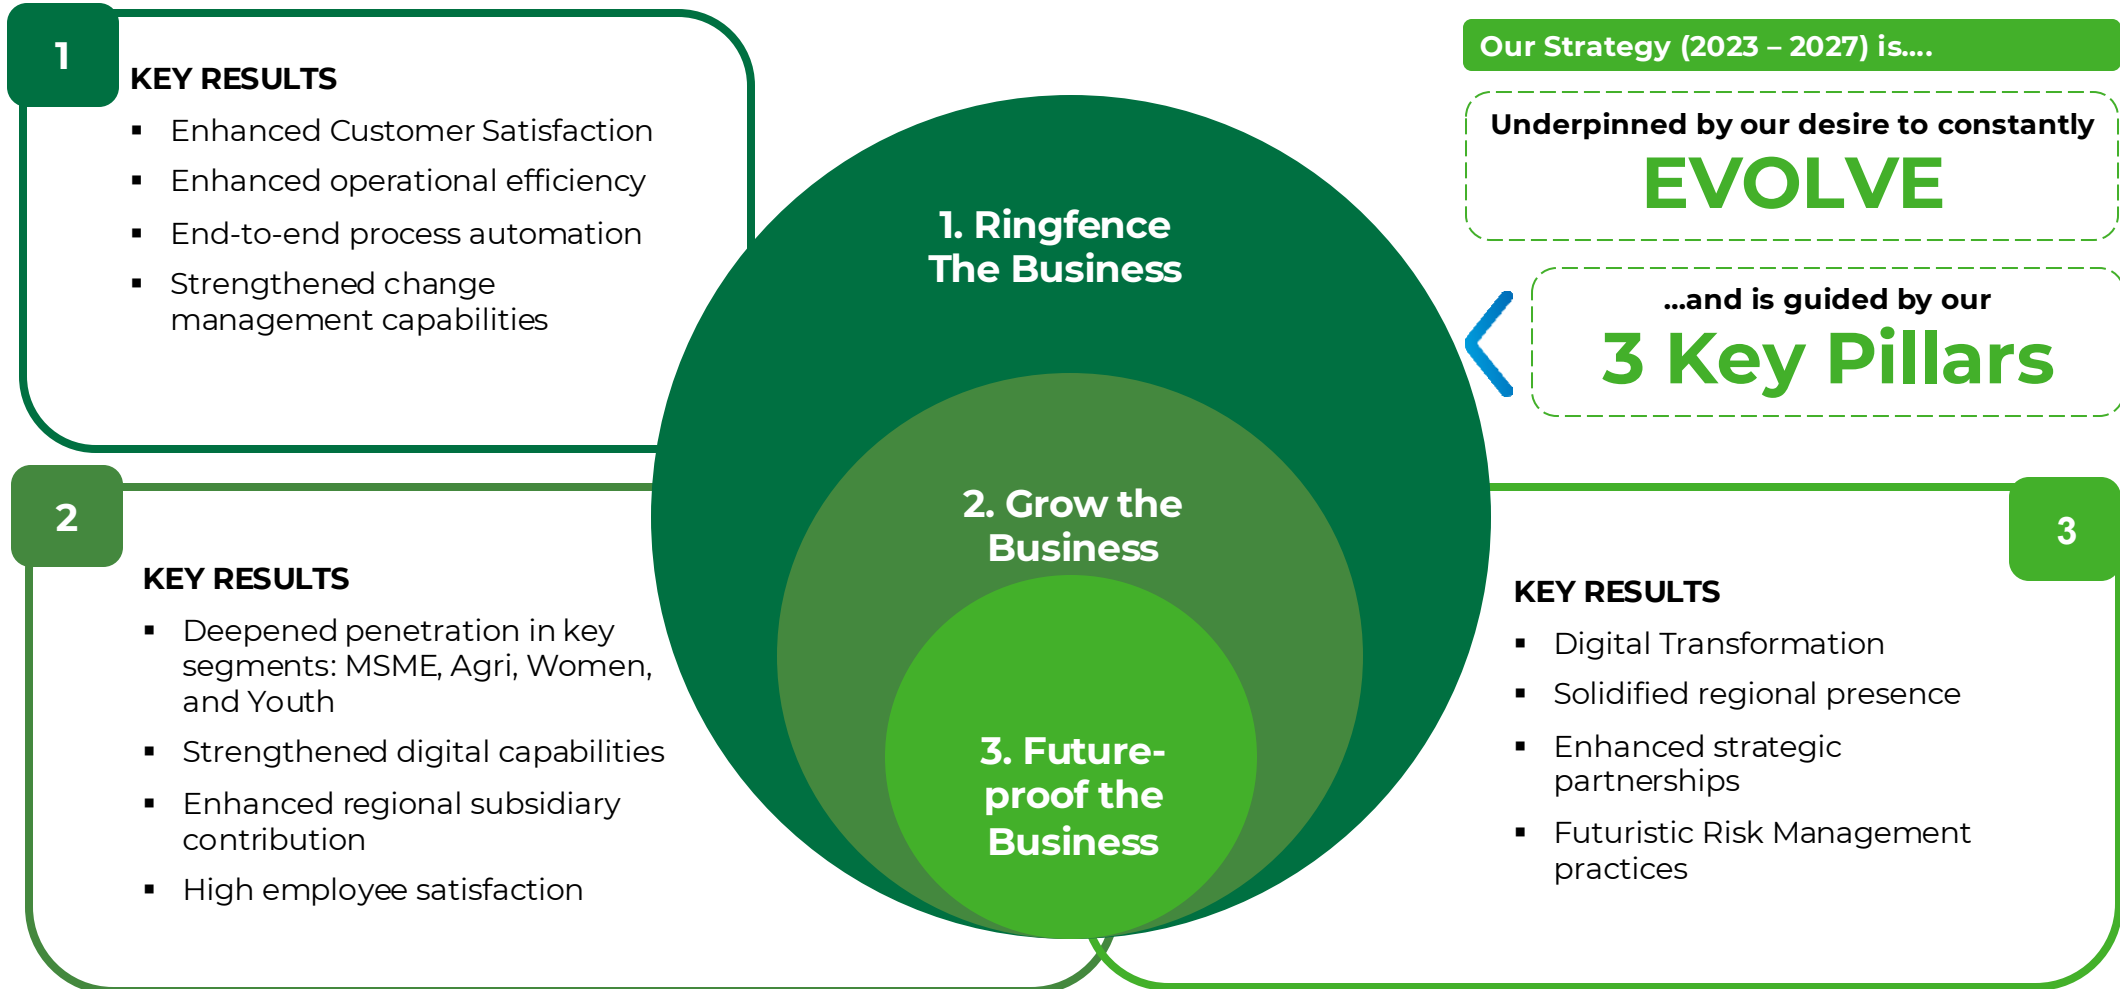 1
KEY RESULTS
▪ Enhanced Customer Satisfaction
▪ Enhanced operational efficiency
▪ End-to-end process automation
▪ Strengthened change
management capabilities
Our Strategy (2023 – 2027) is....
Underpinned by our desire to constantly
EVOLVE
...and is guided by our
3 Key Pillars
1. Ringfence
The Business
2. Grow the
Business
3. Future-
proof the
Business
2
KEY RESULTS
▪ Deepened penetration in key
segments: MSME, Agri, Women,
and Youth
▪ Strengthened digital capabilities
▪ Enhanced regional subsidiary
contribution
▪ High employee satisfaction
3
KEY RESULTS
▪ Digital Transformation
▪ Solidified regional presence
▪ Enhanced strategic
partnerships
▪ Futuristic Risk Management
practices